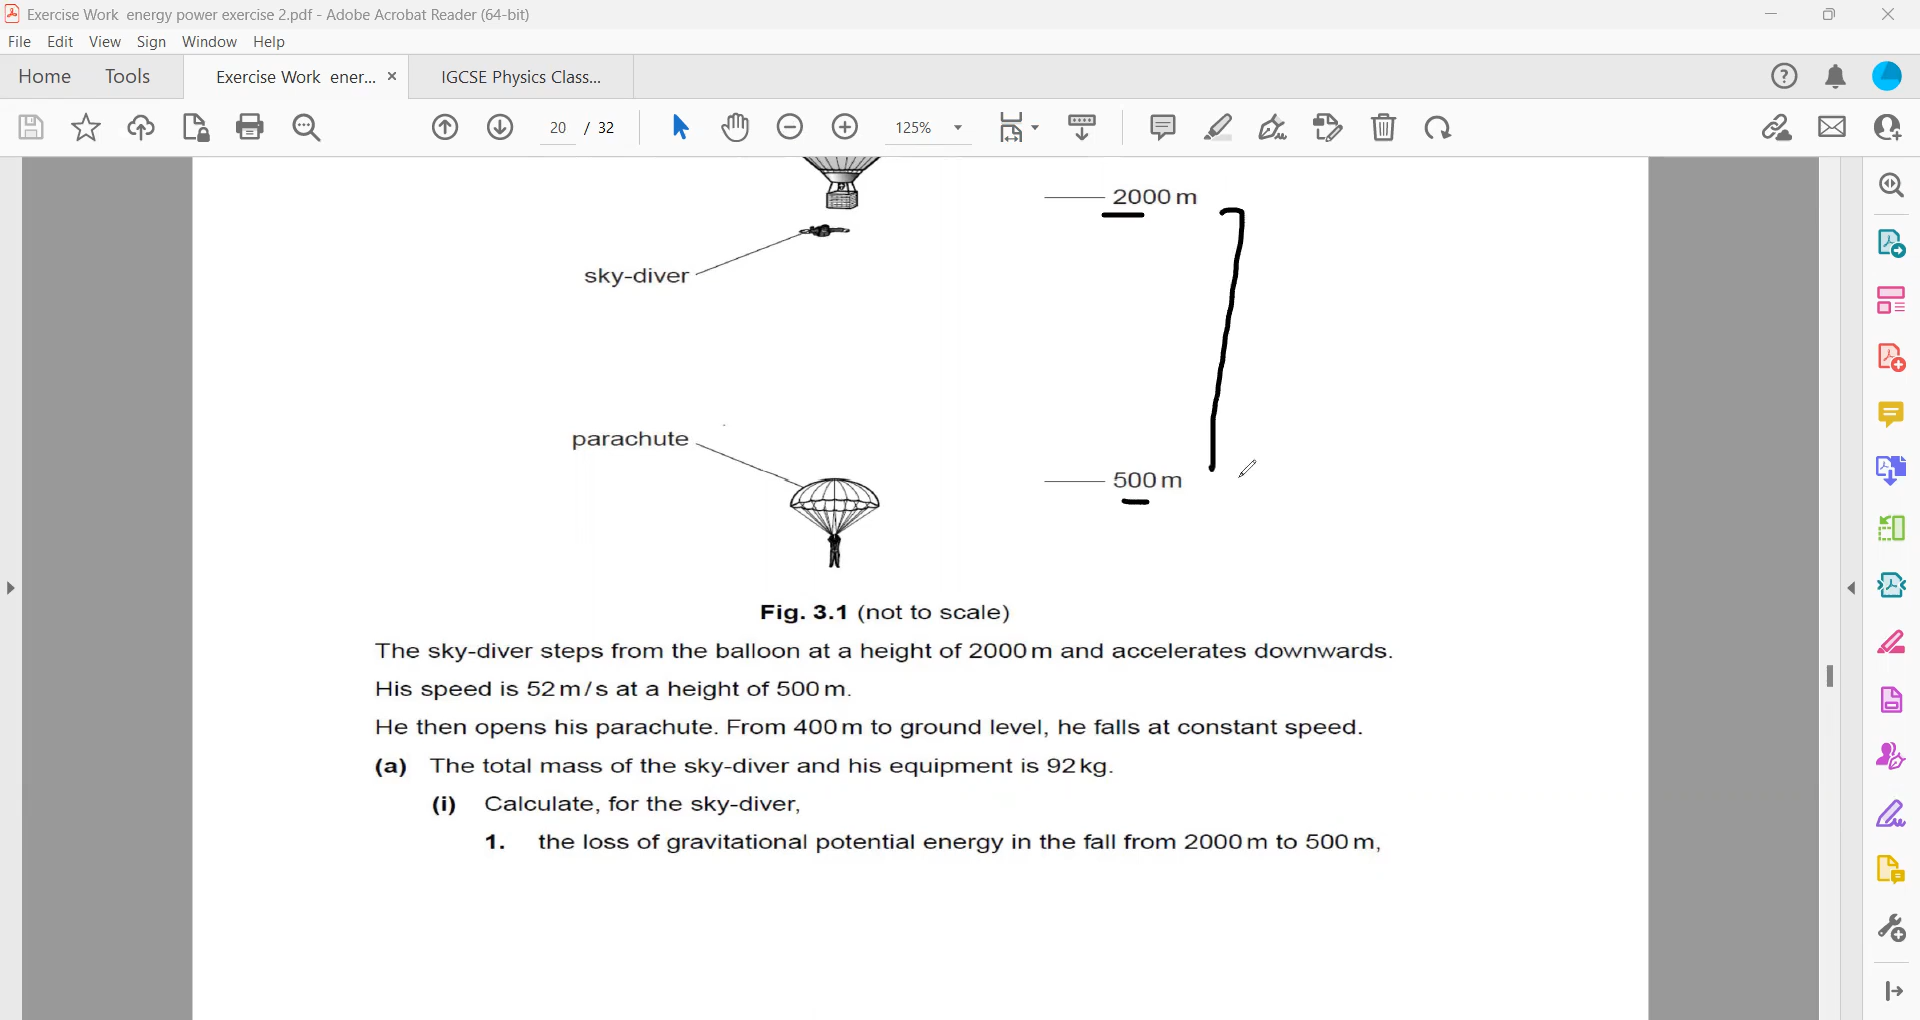 Exercise Work energy power exercise 2.pdf - Adobe Acrobat Reader (64-bit)
File Edit View Sign Window Help
Home Tools Exercise Work ener... × IGCSE Physics Class...
20 / 32 125%
2000 m
sky-diver
parachute
500 m
Fig. 3.1 (not to scale)
The sky-diver steps from the balloon at a height of 2000 m and accelerates downwards.
His speed is 52 m/s at a height of 500 m.
He then opens his parachute. From 400 m to ground level, he falls at constant speed.
(a) The total mass of the sky-diver and his equipment is 92 kg.
(i) Calculate, for the sky-diver,
1. the loss of gravitational potential energy in the fall from 2000 m to 500 m,